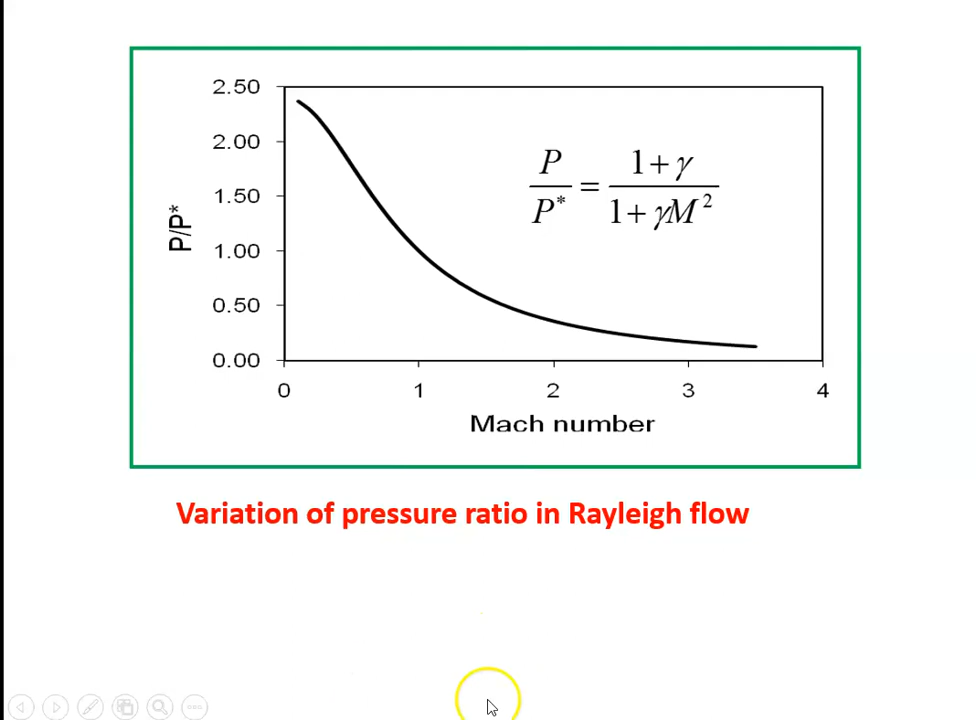 2.50
2.00
1.50
1.00
0.50
0.00
P/P*
P/P* = (1 + γ)/(1 + γM²)
0 1 2 3 4
Mach number
Variation of pressure ratio in Rayleigh flow